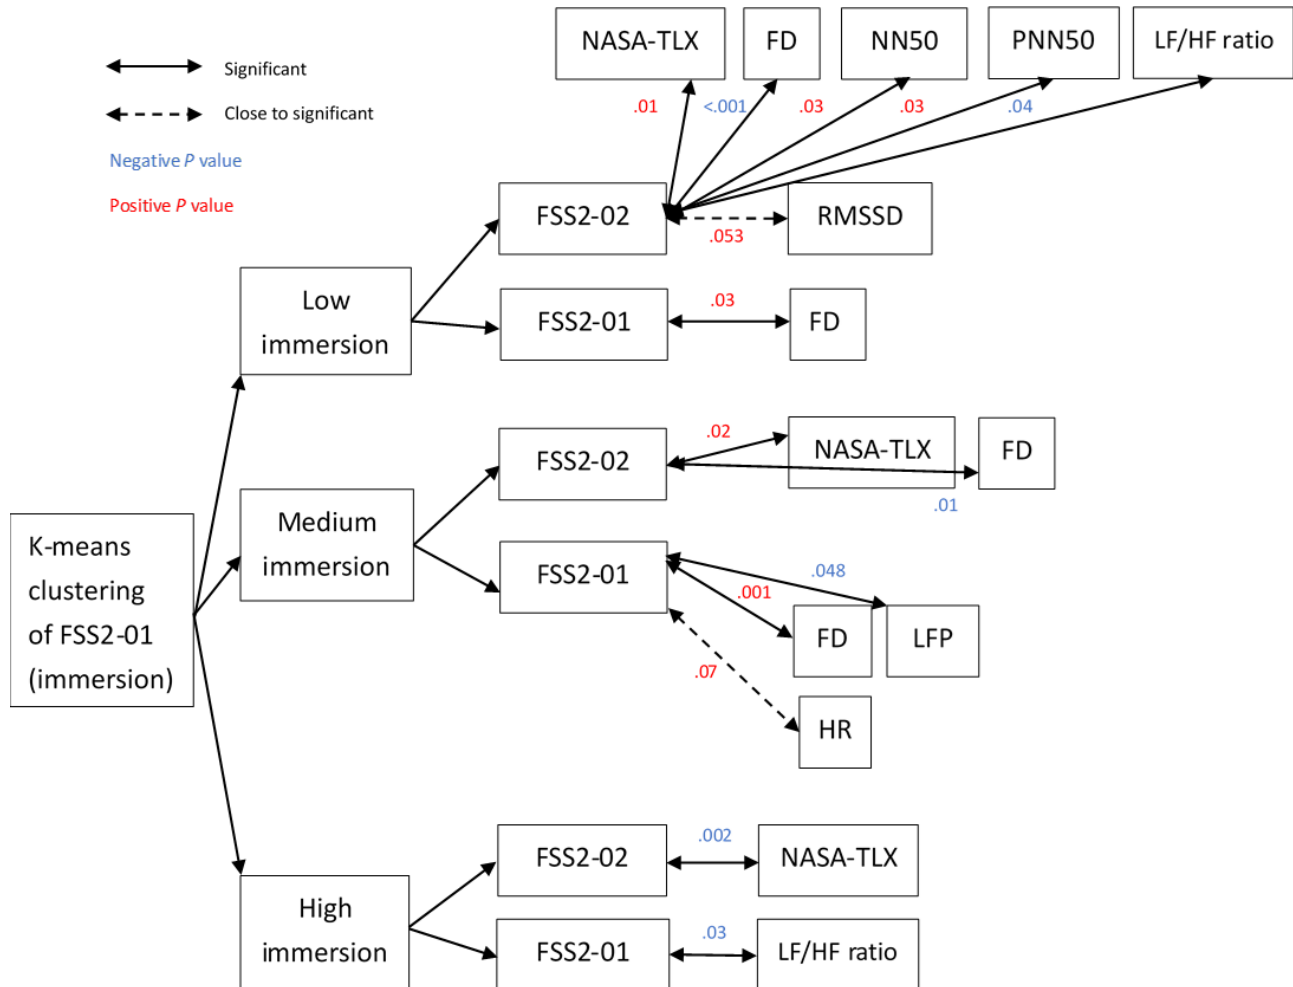 NASA-TLX
FD
NN50
PNN50
LF/HF ratio
Significant
Close to significant
Negative P value
Positive P value
.01
<.001
.03
.03
.04
FSS2-02
.053
RMSSD
Low
immersion
FSS2-01
.03
FD
FSS2-02
.02
NASA-TLX
FD
.01
K-means
clustering
of FSS2-01
(immersion)
Medium
immersion
FSS2-01
.048
.001
FD
LFP
.07
HR
FSS2-02
.002
NASA-TLX
High
immersion
FSS2-01
.03
LF/HF ratio